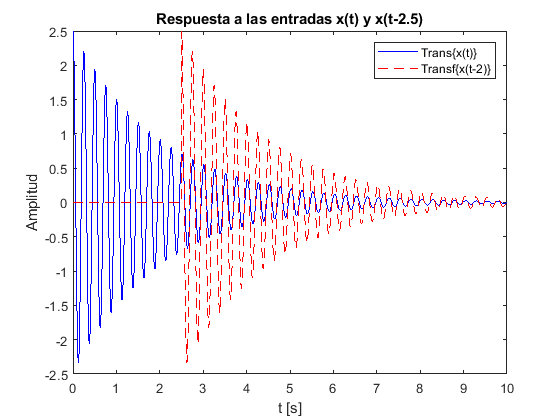 Respuesta a las entradas x(t) y x(t-2.5)
Trans{x(t)}
Transf{x(t-2)}
Amplitud
2.5
2
1.5
1
0.5
0
-0.5
-1
-1.5
-2
-2.5
0 1 2 3 4 5 6 7 8 9 10
t [s]